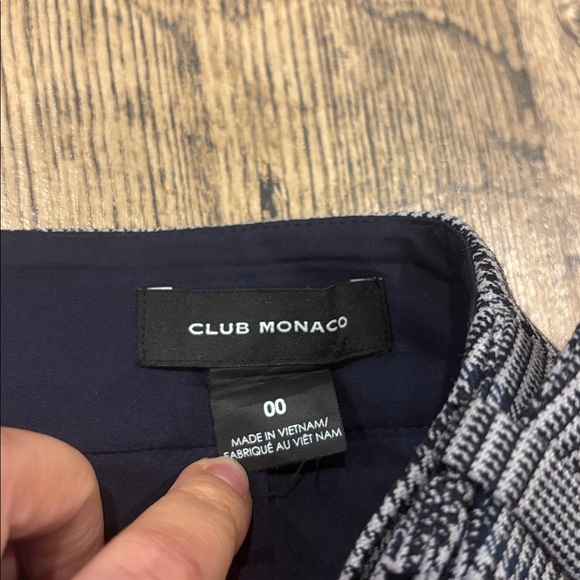 CLUB MONACO
00
MADE IN VIETNAM/
FABRIQUÉ AU VIÊT NAM